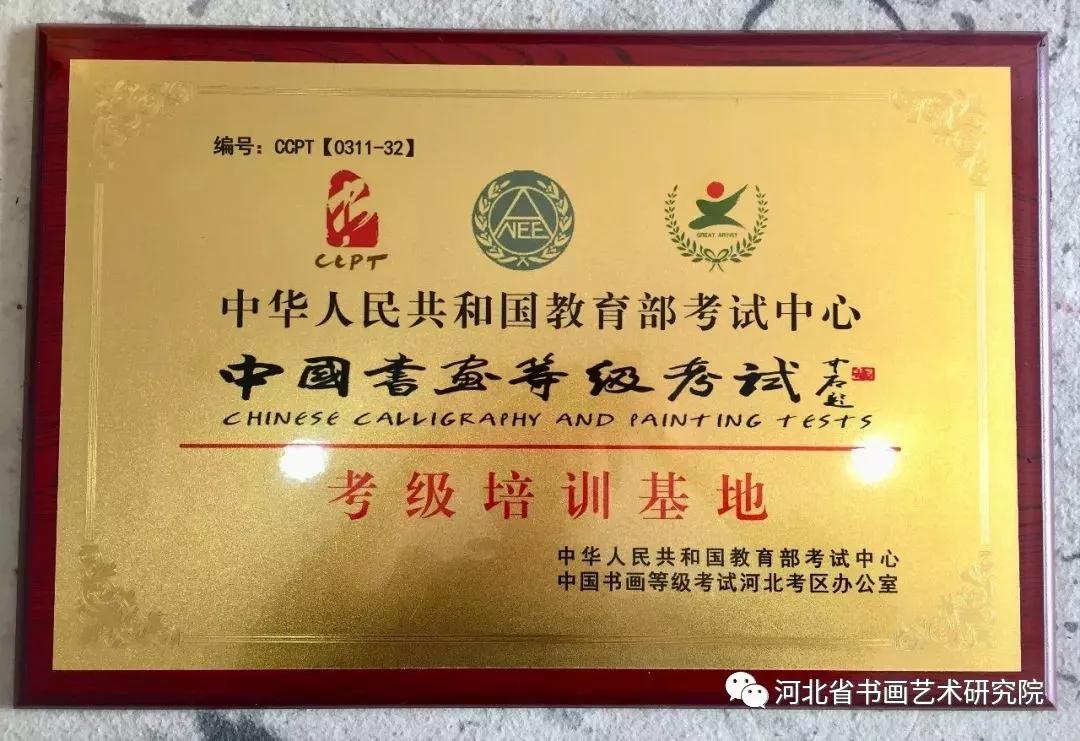 编号：CCPT【0311-32】
CCPT
NEE
GREAT ARTIST
中华人民共和国教育部考试中心
中國書画等级考试
CHINESE CALLIGRAPHY AND PAINTING TESTS
考级培训基地
中华人民共和国教育部考试中心
中国书画等级考试河北考区办公室
河北省书画艺术研究院